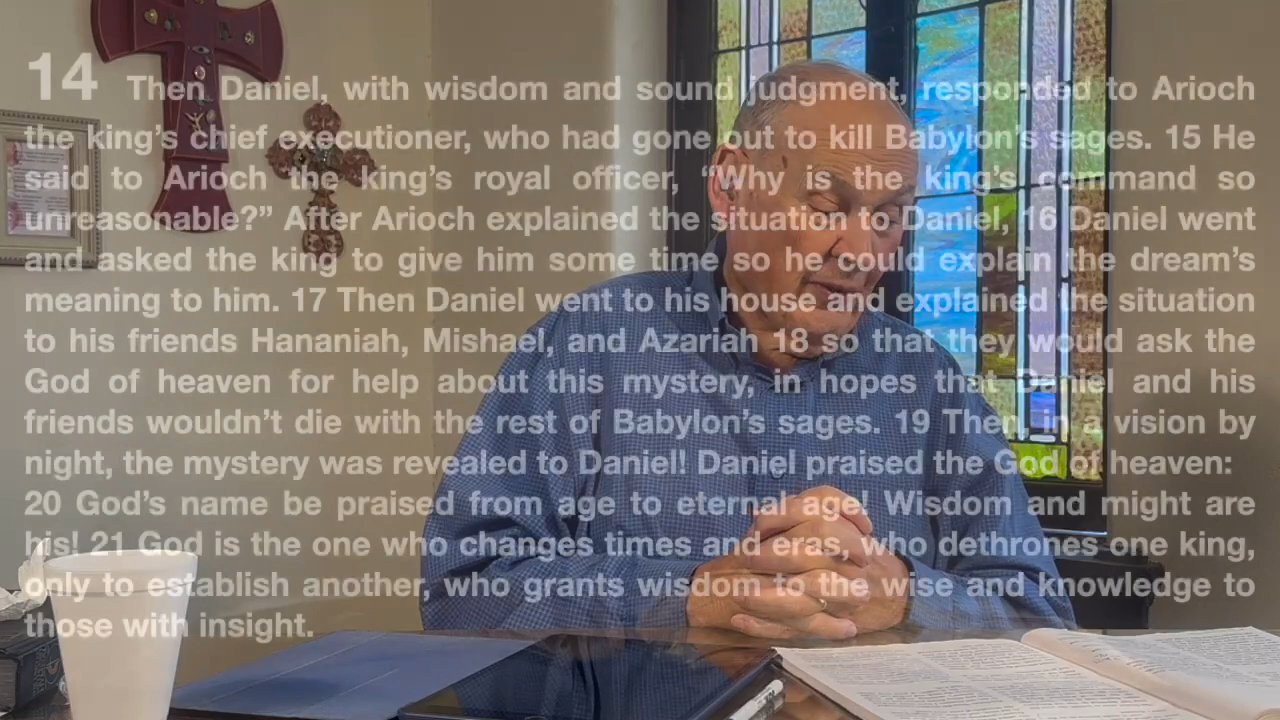 14 Then Daniel, with wisdom and sound judgment, responded to Arioch
the king’s chief executioner, who had gone out to kill Babylon’s sages. 15 He
said to Arioch the king’s royal officer, “Why is the king’s command so
unreasonable?” After Arioch explained the situation to Daniel, 16 Daniel went
and asked the king to give him some time so he could explain the dream’s
meaning to him. 17 Then Daniel went to his house and explained the situation
to his friends Hananiah, Mishael, and Azariah 18 so that they would ask the
God of heaven for help about this mystery, in hopes that Daniel and his
friends wouldn’t die with the rest of Babylon’s sages. 19 Then, in a vision by
night, the mystery was revealed to Daniel! Daniel praised the God of heaven:
20 God’s name be praised from age to eternal age! Wisdom and might are
his! 21 God is the one who changes times and eras, who dethrones one king,
only to establish another, who grants wisdom to the wise and knowledge to
those with insight.